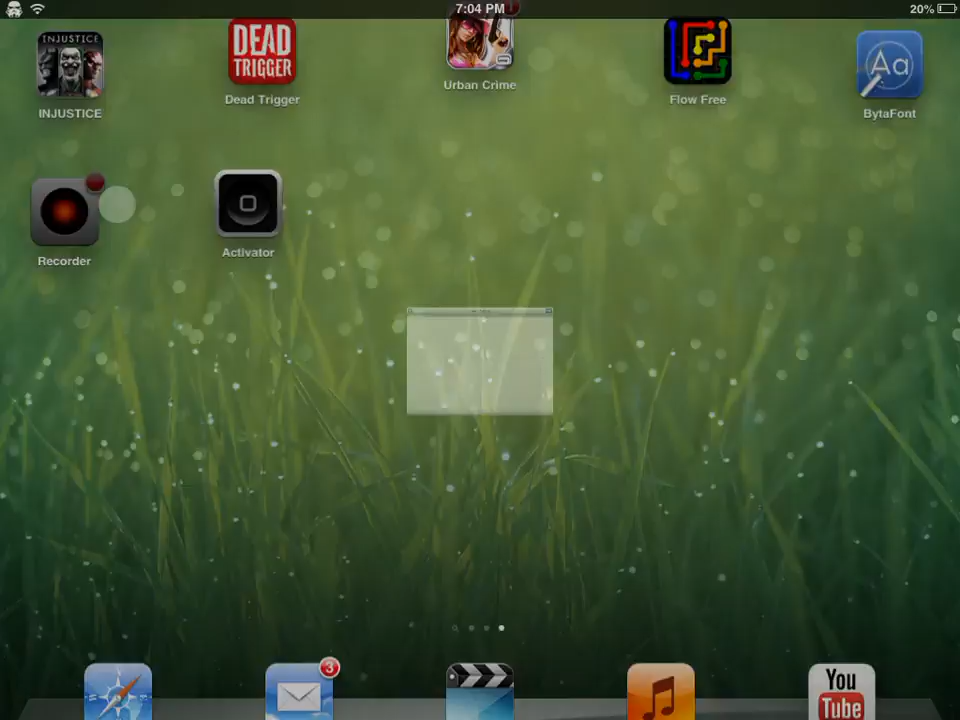 7:04 PM
20%
INJUSTICE
DEAD
TRIGGER
Aa
INJUSTICE
Dead Trigger
Urban Crime
Flow Free
BytaFont
Recorder
Activator
3
You
Tube